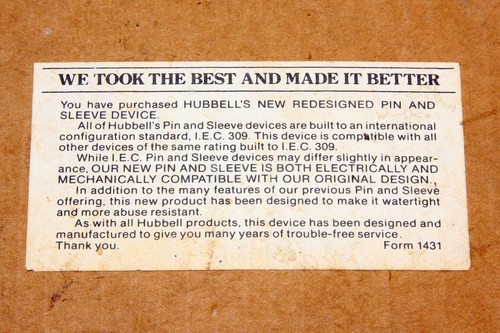 WE TOOK THE BEST AND MADE IT BETTER
You have purchased HUBBELL'S NEW REDESIGNED PIN AND
SLEEVE DEVICE.
All of Hubbell's Pin and Sleeve devices are built to an international
configuration standard, I.E.C. 309. This device is compatible with all
other devices of the same rating built to I.E.C. 309.
While I.E.C. Pin and Sleeve devices may differ slightly in appear-
ance, OUR NEW PIN AND SLEEVE IS BOTH ELECTRICALLY AND
MECHANICALLY COMPATIBLE WITH OUR ORIGINAL DESIGN.
In addition to the many features of our previous Pin and Sleeve
offering, this new product has been designed to make it watertight
and more abuse resistant.
As with all Hubbell products, this device has been designed and
manufactured to give you many years of trouble-free service.
Thank you. Form 1431